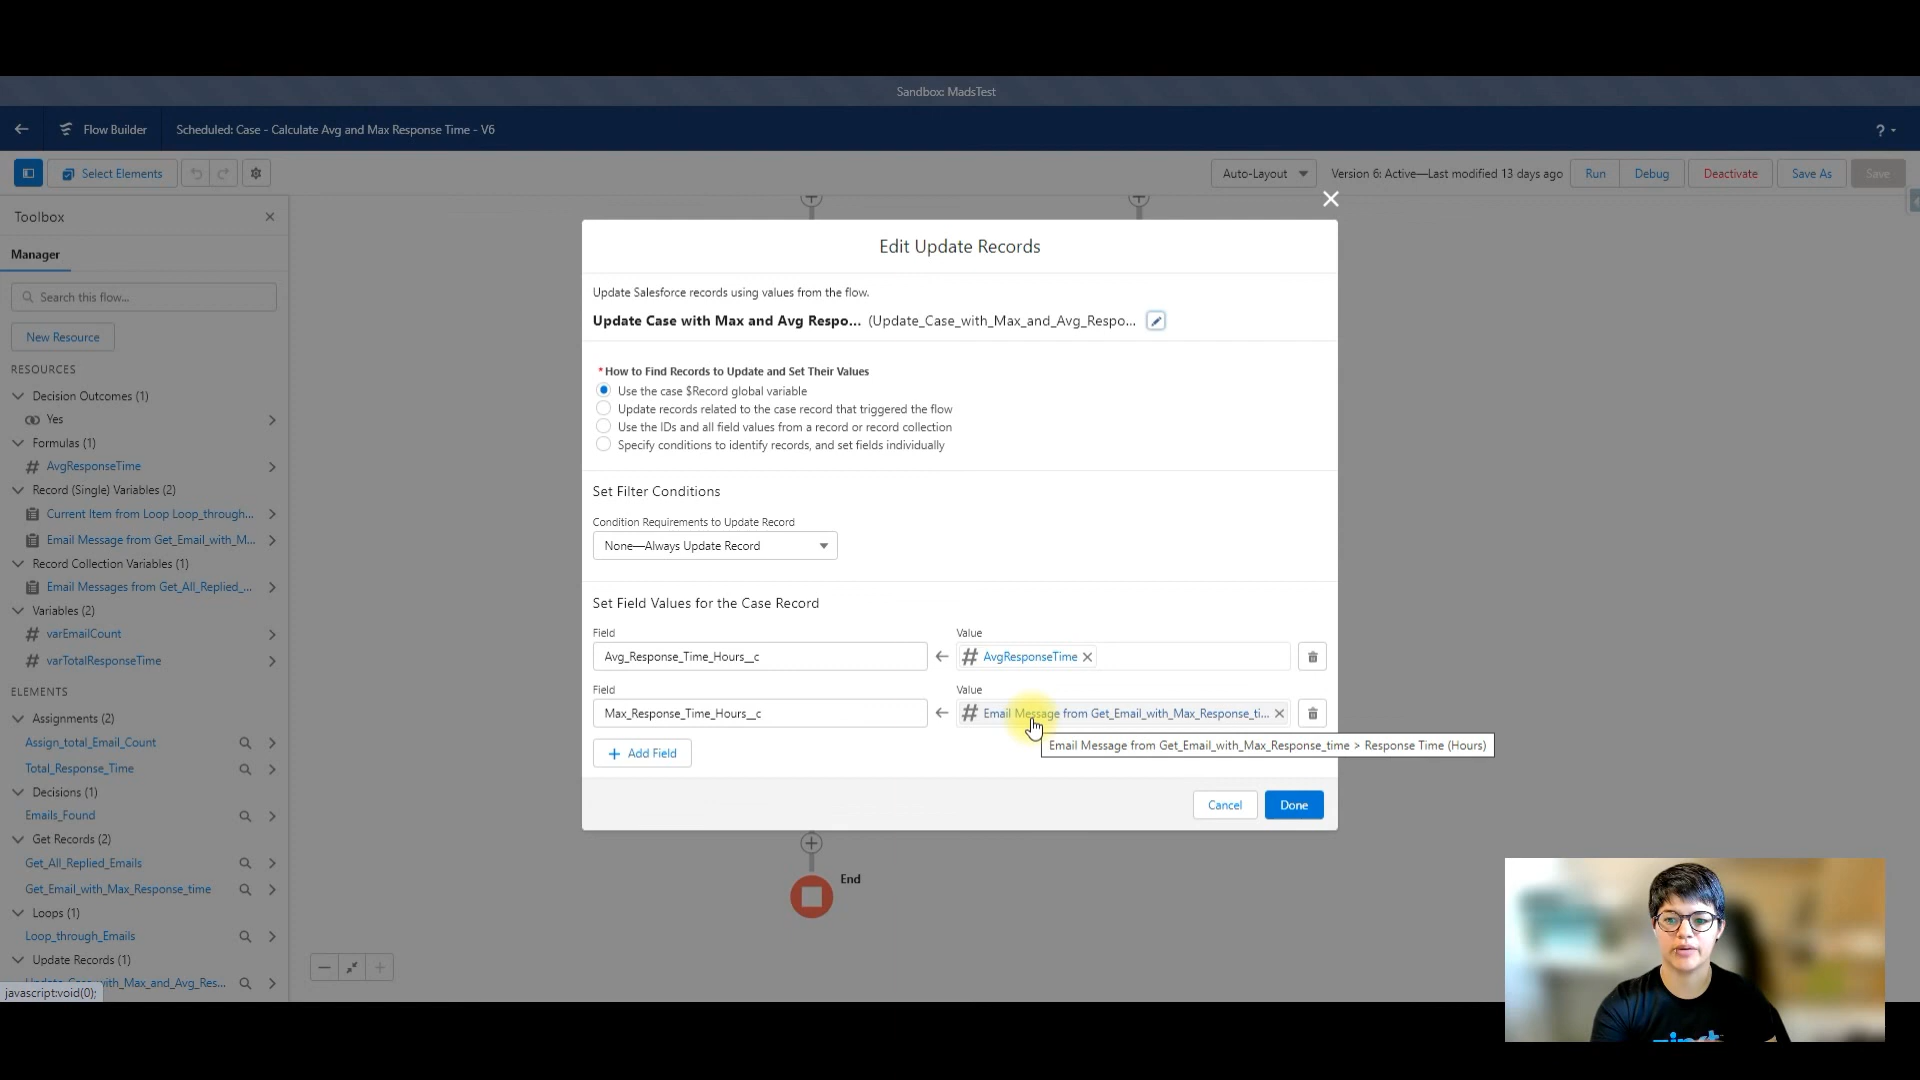 Sandbox: MadsTest
Flow Builder
Scheduled: Case - Calculate Avg and Max Response Time - V6
?
Select Elements
Auto-Layout
Version 6: Active—Last modified 13 days ago
Run
Debug
Deactivate
Save As
Save
Toolbox
Manager
Search this flow...
New Resource
RESOURCES
Decision Outcomes (1)
Yes
Formulas (1)
AvgResponseTime
Record (Single) Variables (2)
Current Item from Loop Loop_through...
Email Message from Get_Email_with_M...
Record Collection Variables (1)
Email Messages from Get_All_Replied_...
Variables (2)
varEmailCount
varTotalResponseTime
ELEMENTS
Assignments (2)
Assign_total_Email_Count
Total_Response_Time
Decisions (1)
Emails_Found
Get Records (2)
Get_All_Replied_Emails
Get_Email_with_Max_Response_time
Loops (1)
Loop_through_Emails
Update Records (1)
Update_Case_with_Max_and_Avg_Res...
javascript:void(0);
Edit Update Records
Update Salesforce records using values from the flow.
Update Case with Max and Avg Respo... (Update_Case_with_Max_and_Avg_Respo...
*How to Find Records to Update and Set Their Values
Use the case $Record global variable
Update records related to the case record that triggered the flow
Use the IDs and all field values from a record or record collection
Specify conditions to identify records, and set fields individually
Set Filter Conditions
Condition Requirements to Update Record
None—Always Update Record
Set Field Values for the Case Record
Field
Value
Avg_Response_Time_Hours__c
AvgResponseTime
Field
Value
Max_Response_Time_Hours__c
Email Message from Get_Email_with_Max_Response_ti...
Email Message from Get_Email_with_Max_Response_time > Response Time (Hours)
+ Add Field
Cancel
Done
End